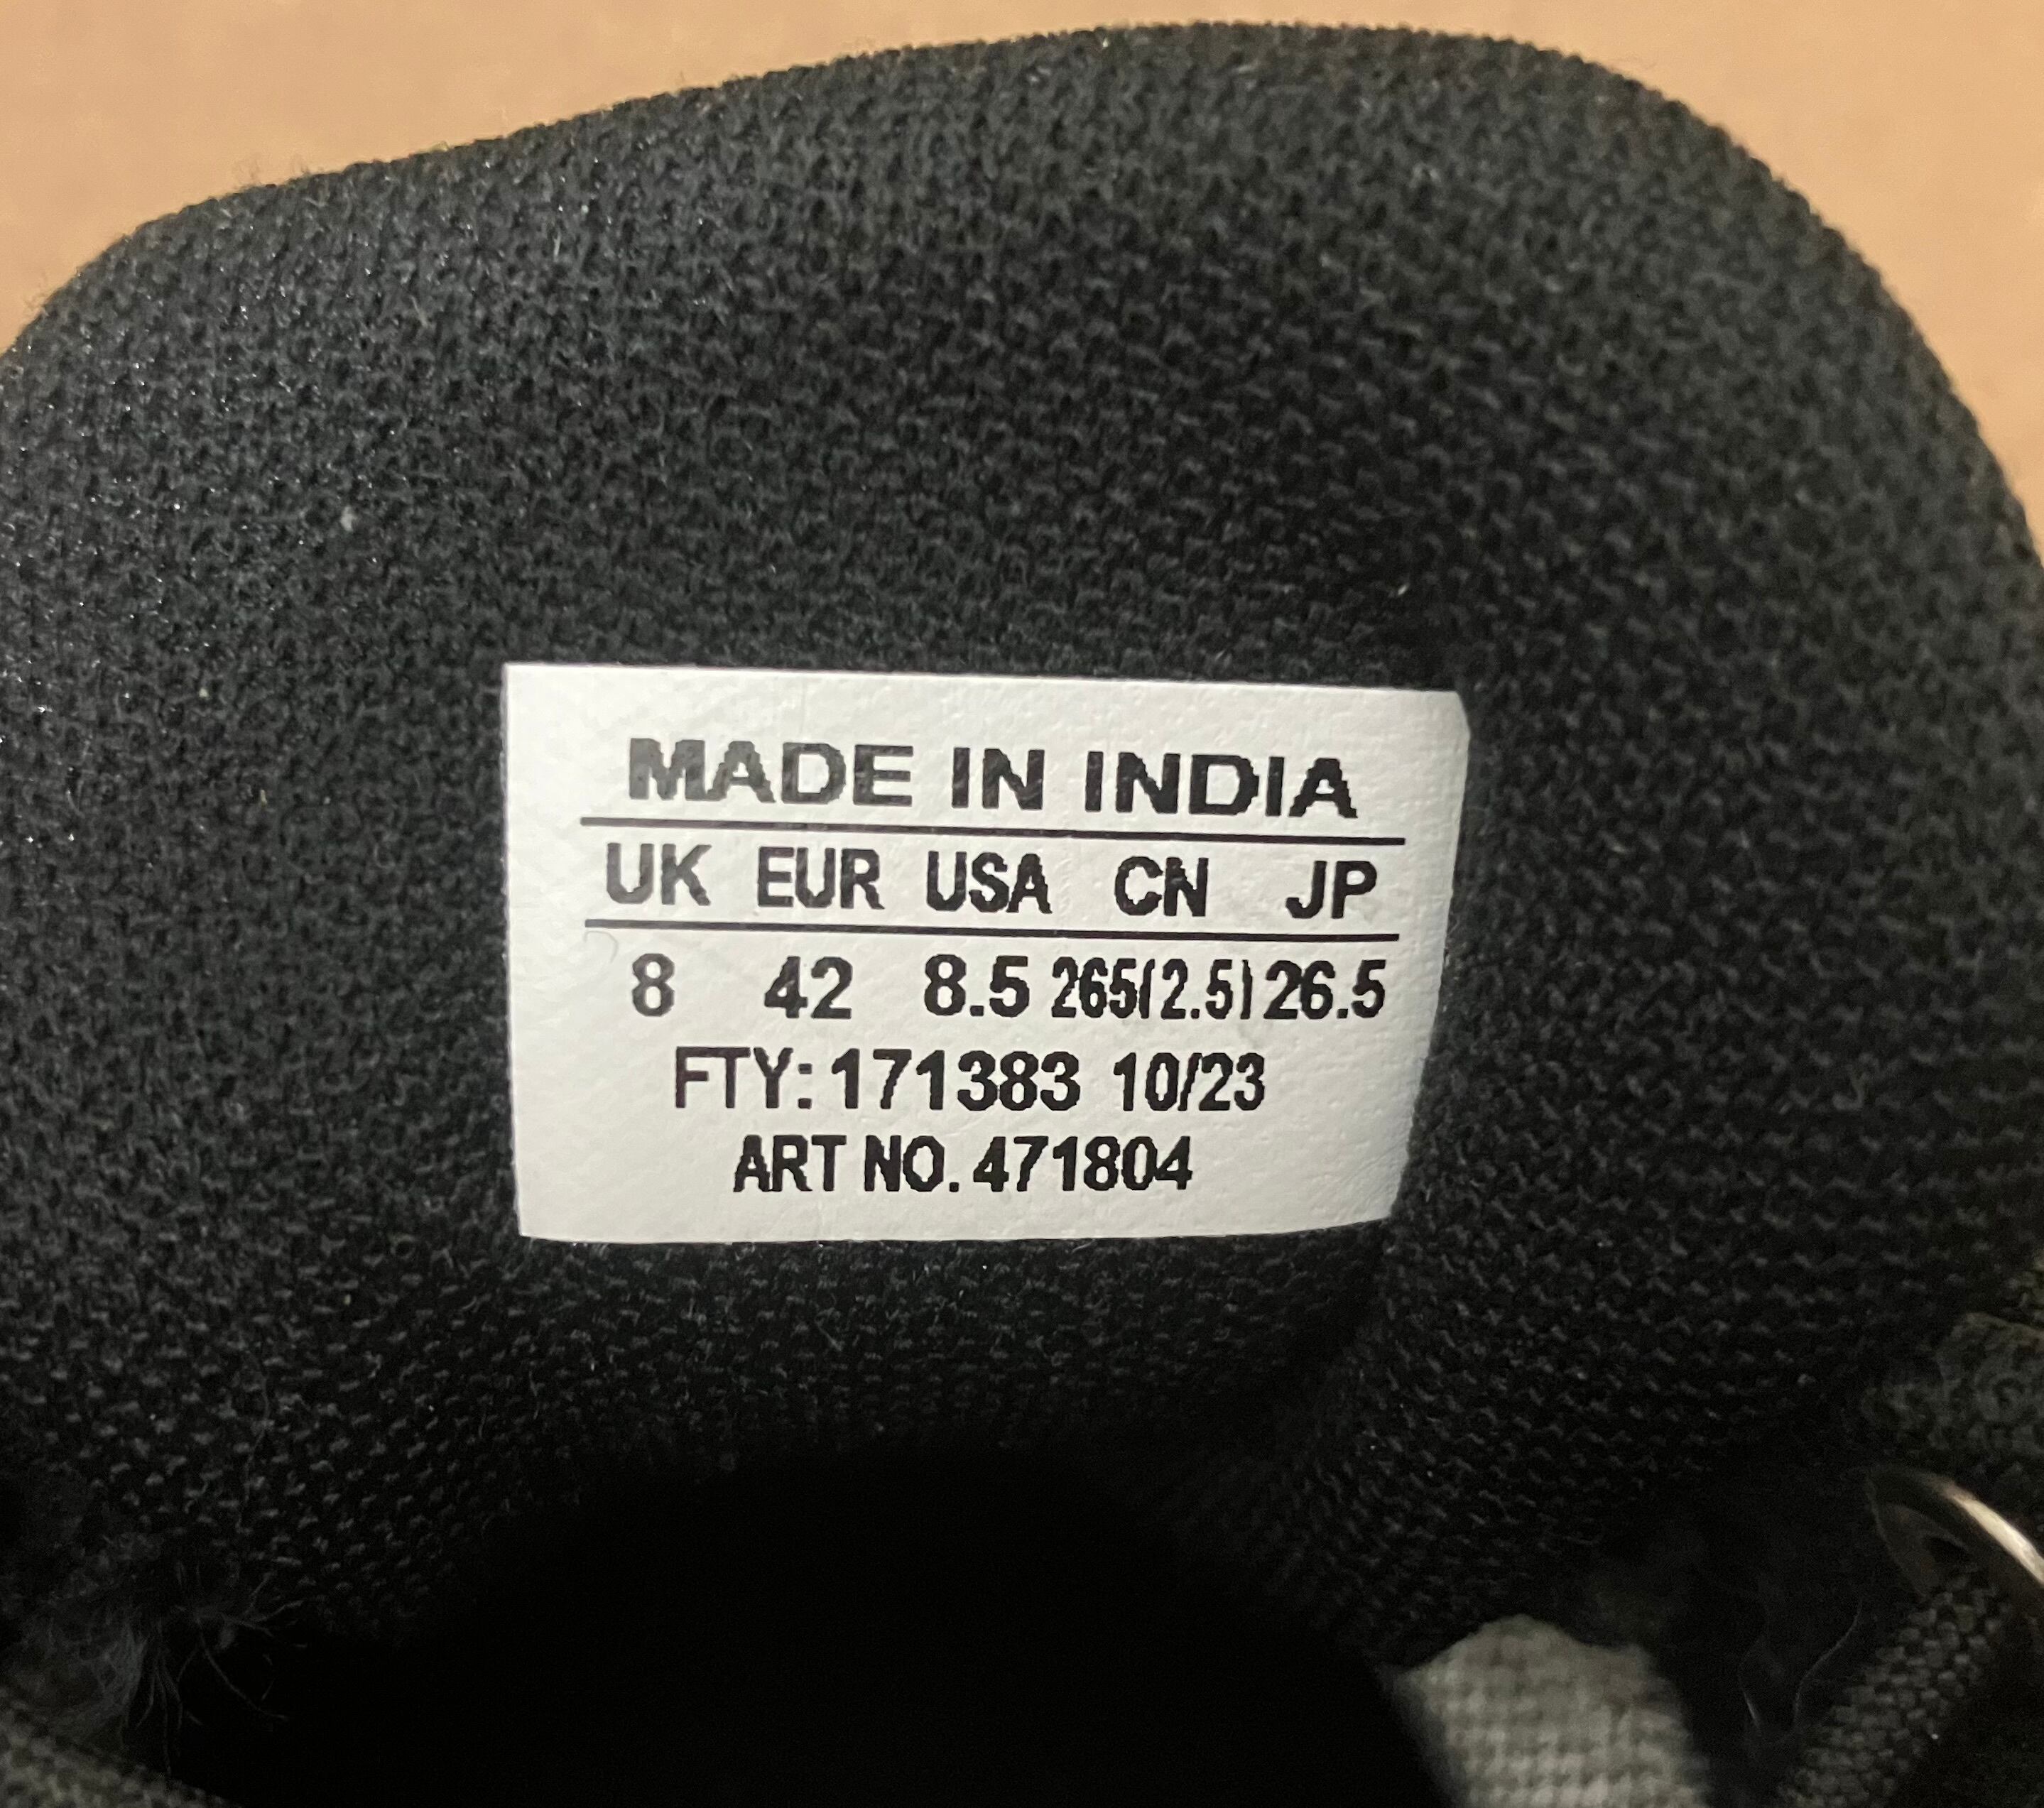 MADE IN INDIA
UK EUR USA CN JP
8 42 8.5 265(2.5) 26.5
FTY: 171383 10/23
ART NO. 471804